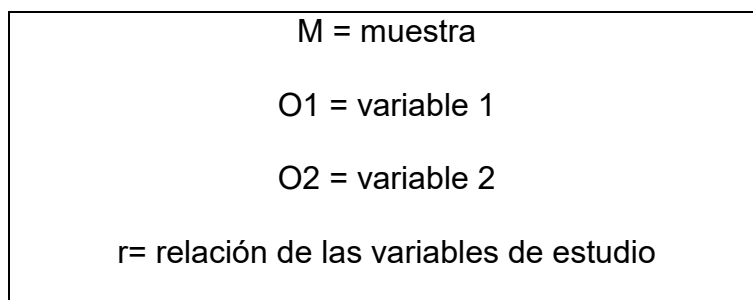 M = muestra
O1 = variable 1
O2 = variable 2
r= relación de las variables de estudio